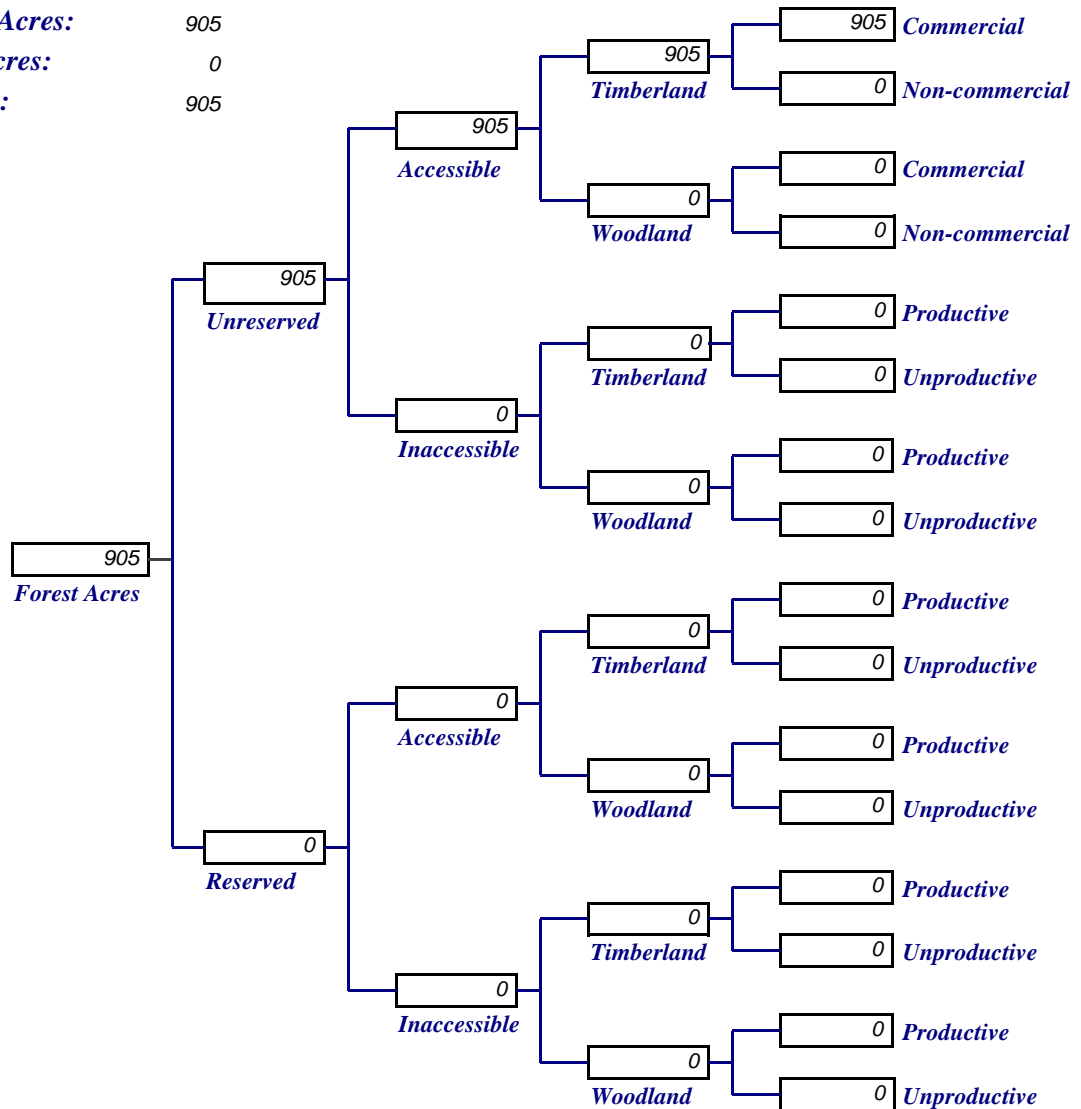 Acres: 905
cres: 0
: 905
905 Commercial
905
Timberland
0 Non-commercial
905
Accessible
0 Commercial
0
Woodland
0 Non-commercial
905
Unreserved
0 Productive
0
Timberland
0 Unproductive
0
Inaccessible
0 Productive
0
Woodland
0 Unproductive
905
Forest Acres
0 Productive
0
Timberland
0 Unproductive
0
Accessible
0 Productive
0
Woodland
0 Unproductive
0
Reserved
0 Productive
0
Timberland
0 Unproductive
0
Inaccessible
0 Productive
0
Woodland
0 Unproductive